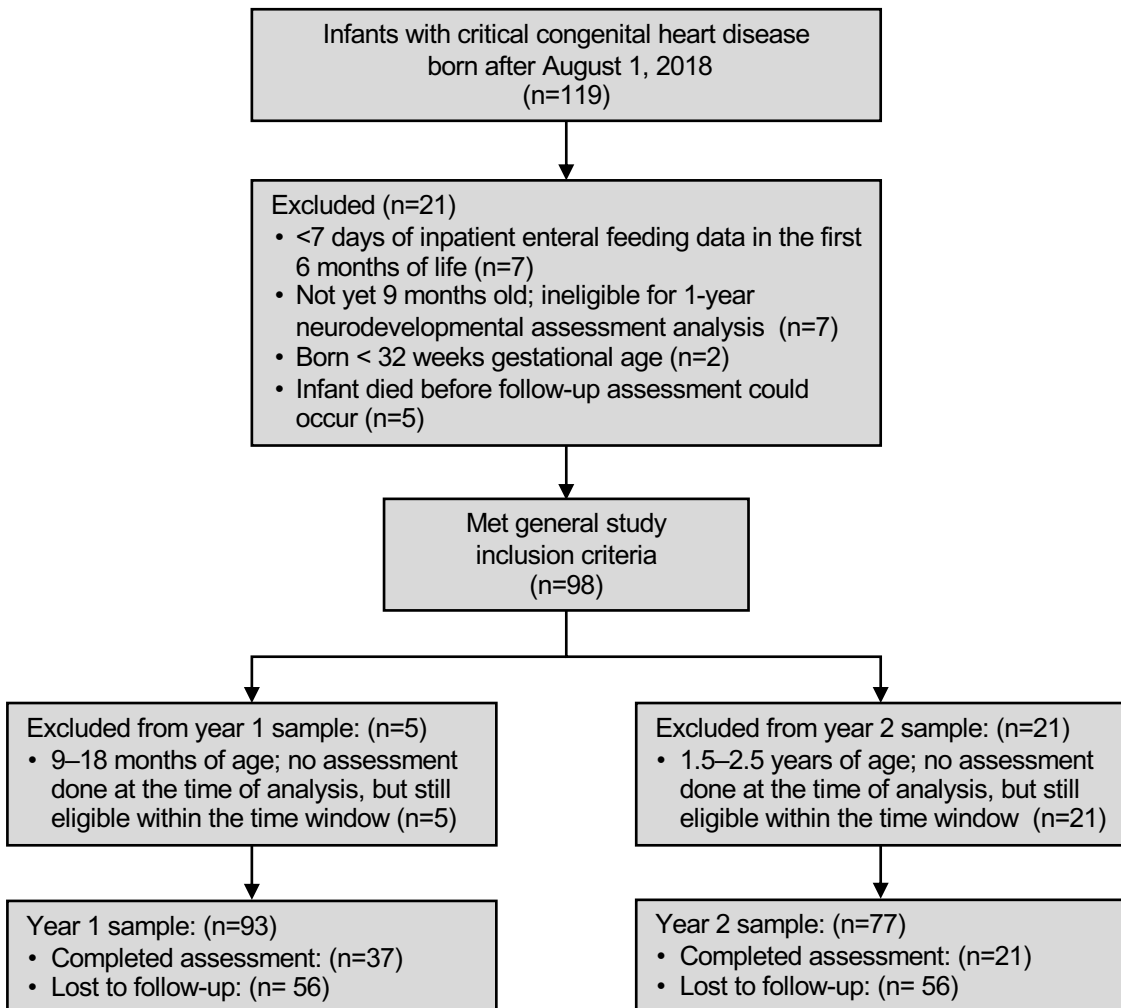 Infants with critical congenital heart disease
born after August 1, 2018
(n=119)
Excluded (n=21)
• <7 days of inpatient enteral feeding data in the first
6 months of life (n=7)
• Not yet 9 months old; ineligible for 1-year
neurodevelopmental assessment analysis (n=7)
• Born < 32 weeks gestational age (n=2)
• Infant died before follow-up assessment could
occur (n=5)
Met general study
inclusion criteria
(n=98)
Excluded from year 1 sample: (n=5)
• 9–18 months of age; no assessment
done at the time of analysis, but still
eligible within the time window (n=5)
Excluded from year 2 sample: (n=21)
• 1.5–2.5 years of age; no assessment
done at the time of analysis, but still
eligible within the time window (n=21)
Year 1 sample: (n=93)
• Completed assessment: (n=37)
• Lost to follow-up: (n= 56)
Year 2 sample: (n=77)
• Completed assessment: (n=21)
• Lost to follow-up: (n= 56)